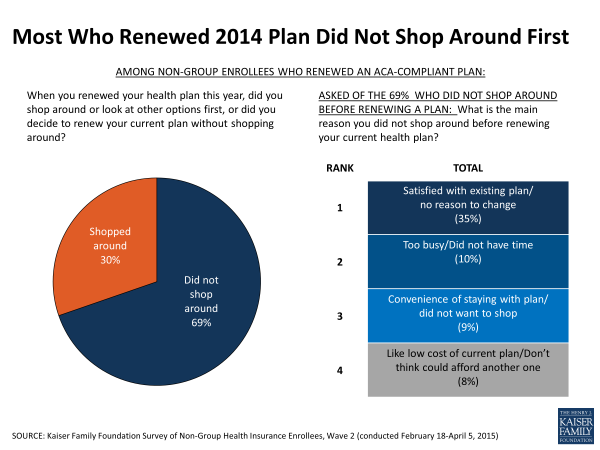 Most Who Renewed 2014 Plan Did Not Shop Around First
AMONG NON-GROUP ENROLLEES WHO RENEWED AN ACA-COMPLIANT PLAN:
When you renewed your health plan this year, did you
shop around or look at other options first, or did you
decide to renew your current plan without shopping
around?
Shopped
around
30%
Did not
shop
around
69%
ASKED OF THE 69% WHO DID NOT SHOP AROUND
BEFORE RENEWING A PLAN: What is the main
reason you did not shop around before renewing
your current health plan?
RANK TOTAL
1
Satisfied with existing plan/
no reason to change
(35%)
2
Too busy/Did not have time
(10%)
3
Convenience of staying with plan/
did not want to shop
(9%)
4
Like low cost of current plan/Don't
think could afford another one
(8%)
SOURCE: Kaiser Family Foundation Survey of Non-Group Health Insurance Enrollees, Wave 2 (conducted February 18-April 5, 2015)
THE HENRY J.
KAISER
FAMILY
FOUNDATION